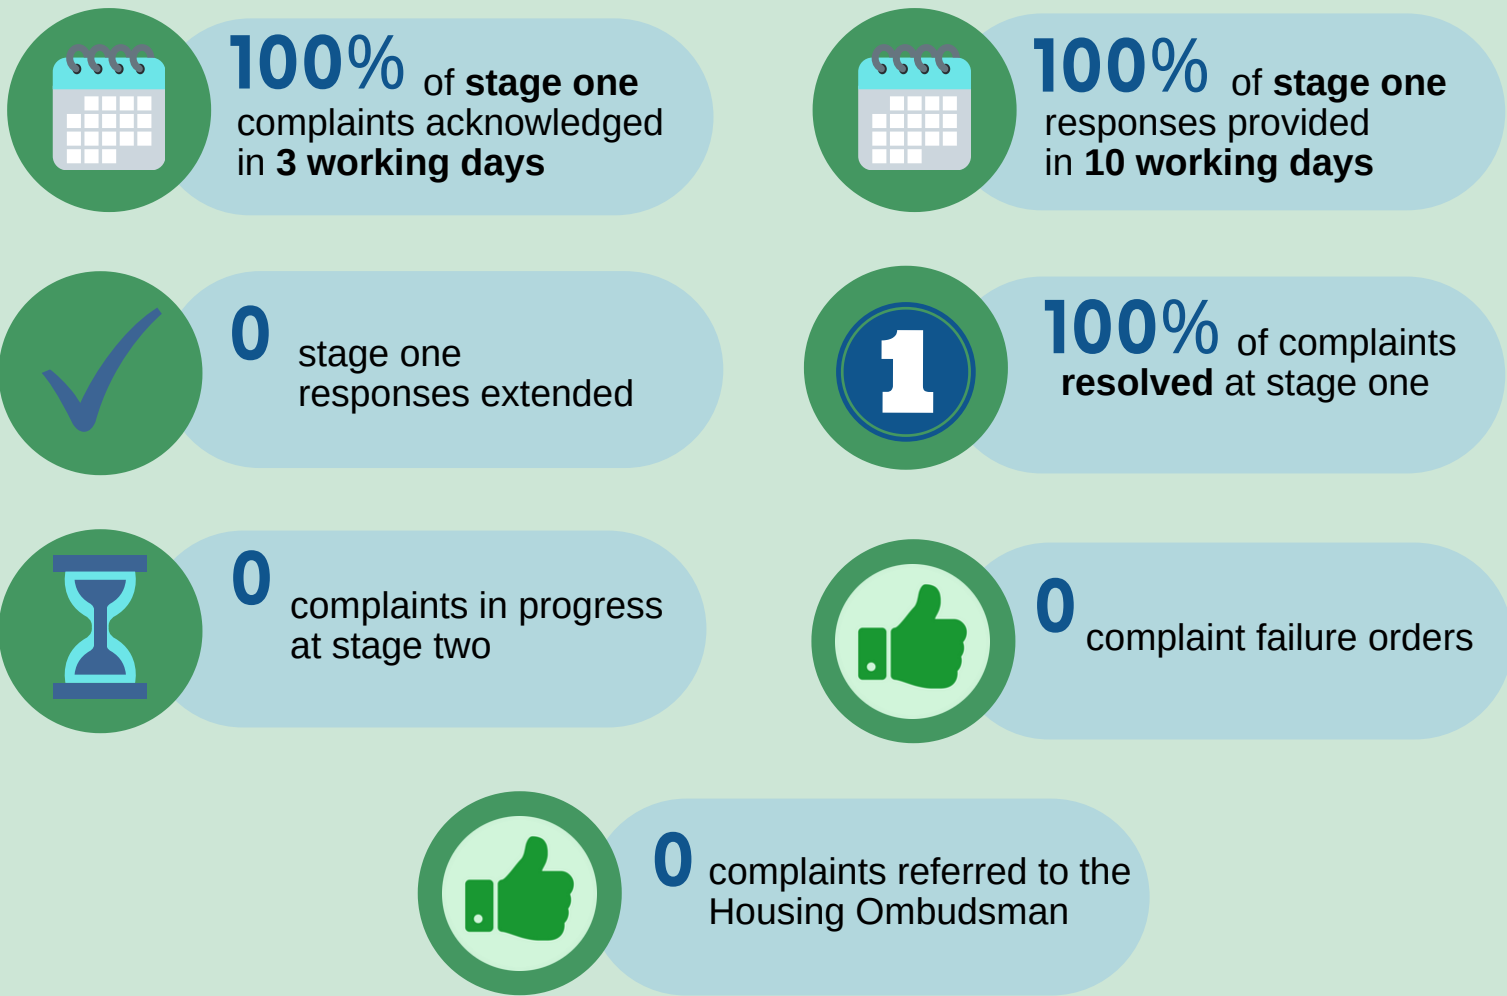 100% of stage one
complaints acknowledged
in 3 working days
100% of stage one
responses provided
in 10 working days
0 stage one
responses extended
1
100% of complaints
resolved at stage one
0 complaints in progress
at stage two
0 complaint failure orders
0 complaints referred to the
Housing Ombudsman